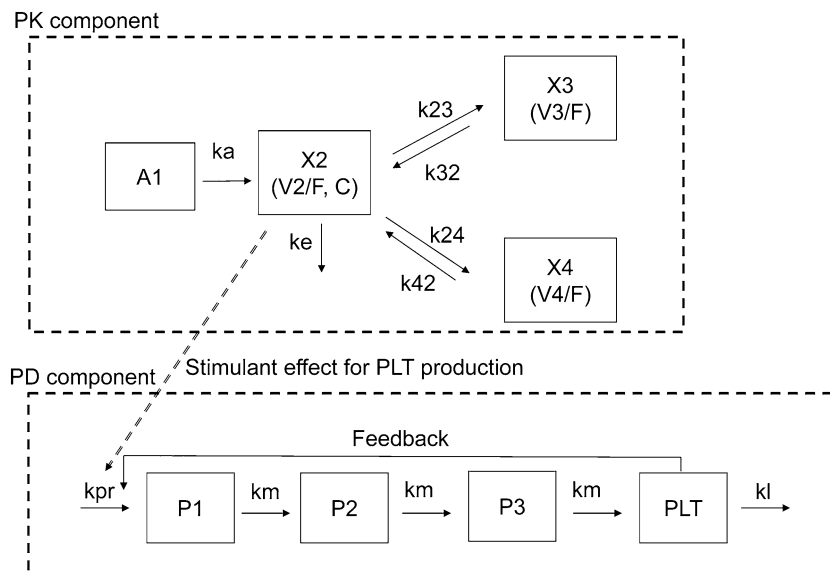 PK component
A1
ka
X2
(V2/F, C)
k23
k32
X3
(V3/F)
ke
k24
k42
X4
(V4/F)
Stimulant effect for PLT production
PD component
Feedback
kpr
P1
km
P2
km
P3
km
PLT
kl